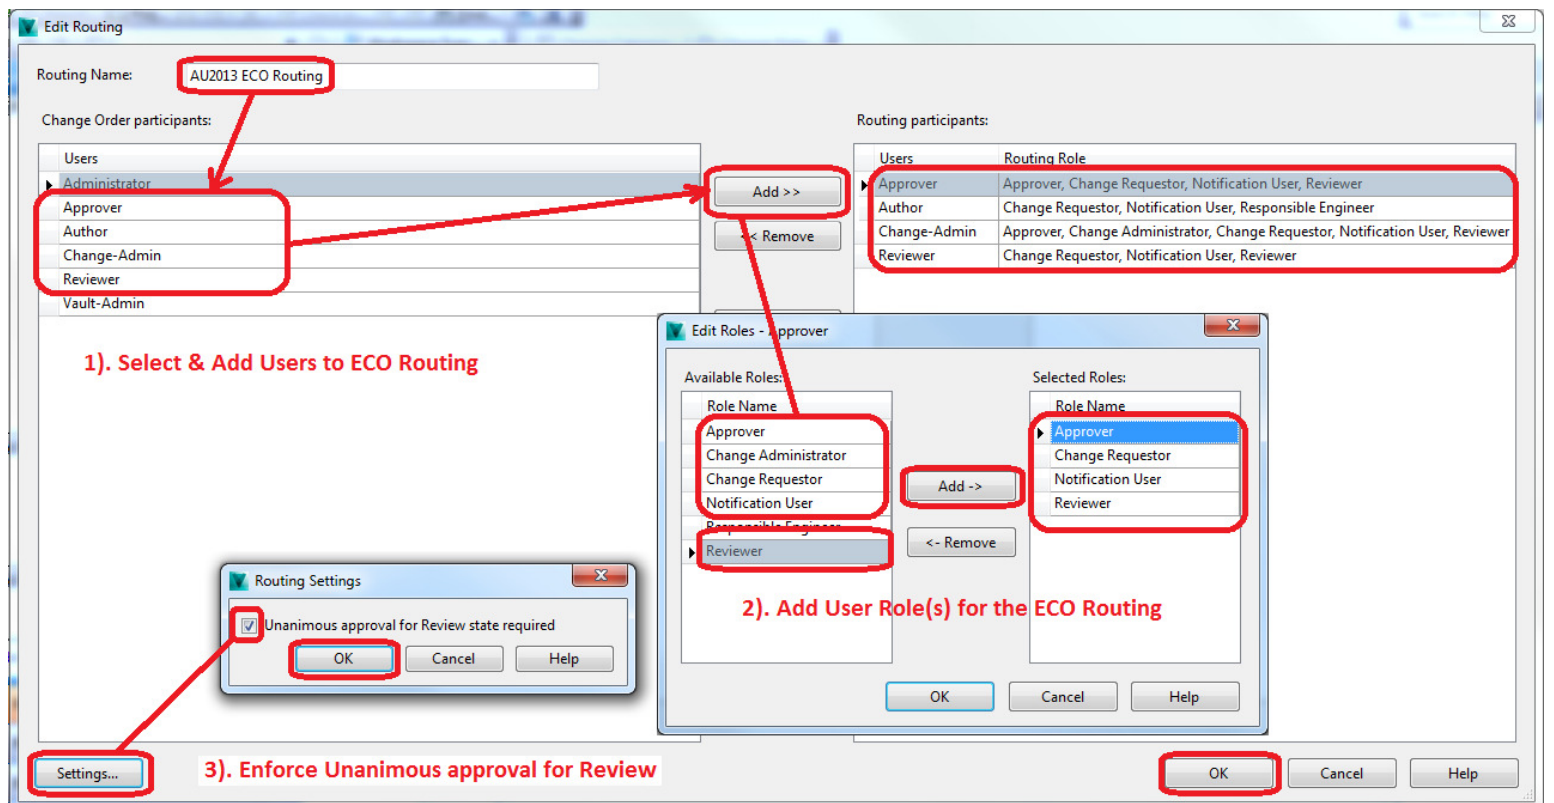 Edit Routing
Routing Name: AU2013 ECO Routing
Change Order participants:
Users
Administrator
Approver
Author
Change-Admin
Reviewer
Vault-Admin
Add >>
<< Remove
Routing participants:
Users Routing Role
Approver Approver, Change Requestor, Notification User, Reviewer
Author Change Requestor, Notification User, Responsible Engineer
Change-Admin Approver, Change Administrator, Change Requestor, Notification User, Reviewer
Reviewer Change Requestor, Notification User, Reviewer
1). Select & Add Users to ECO Routing
Edit Roles - Approver
Available Roles:
Role Name
Approver
Change Administrator
Change Requestor
Notification User
Responsible Engineer
Reviewer
Add ->
<- Remove
Selected Roles:
Role Name
Approver
Change Requestor
Notification User
Reviewer
2). Add User Role(s) for the ECO Routing
OK Cancel Help
Routing Settings
Unanimous approval for Review state required
OK Cancel Help
Settings...
3). Enforce Unanimous approval for Review
OK Cancel Help